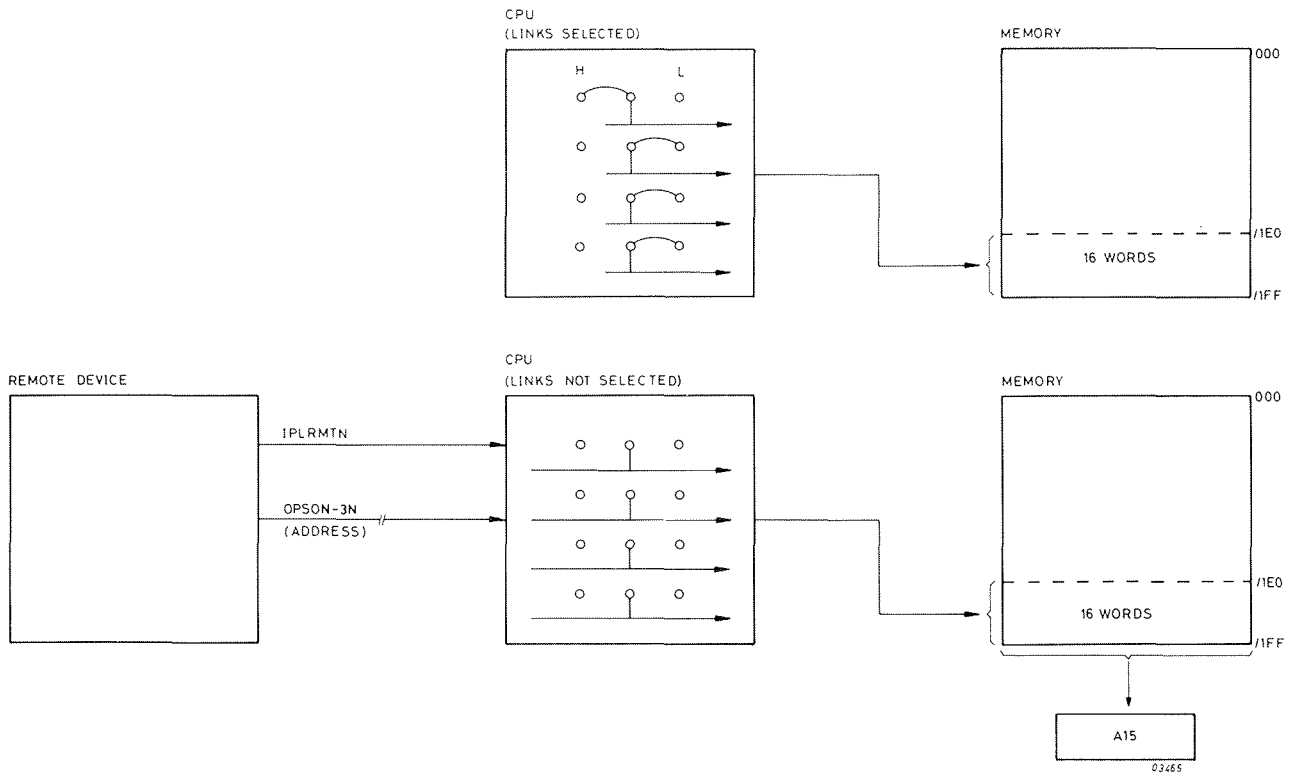 CPU
(LINKS SELECTED)
MEMORY
H L
000
/1E0
16 WORDS
/1FF
REMOTE DEVICE
CPU
(LINKS NOT SELECTED)
MEMORY
000
IPLRMTN
OPSON-3N
(ADDRESS)
/1E0
16 WORDS
/1FF
A15
03465